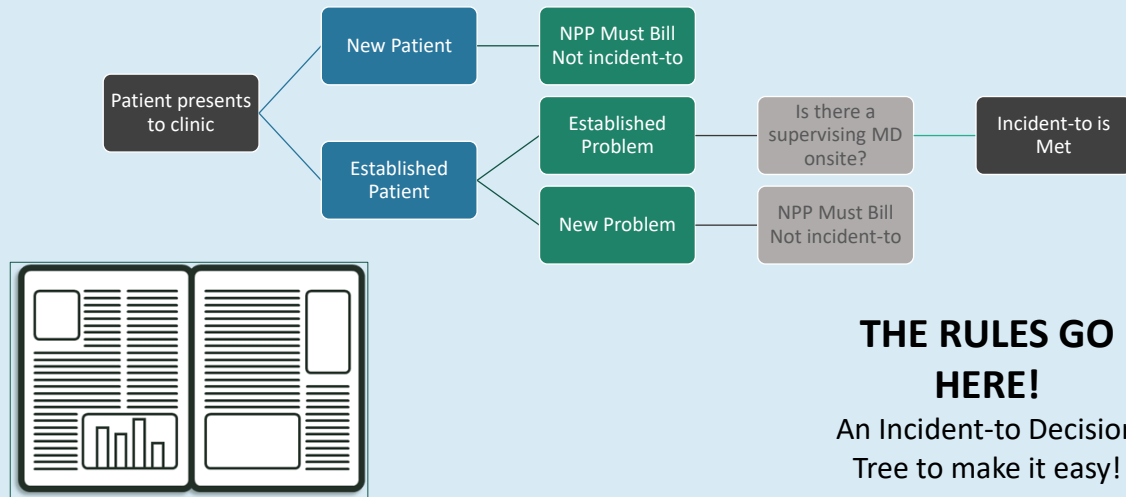 New Patient
NPP Must Bill
Not incident-to
Patient presents
to clinic
Established
Patient
Established
Problem
Is there a
supervising MD
onsite?
Incident-to is
Met
New Problem
NPP Must Bill
Not incident-to
THE RULES GO
HERE!
An Incident-to
Tree to make it easy!